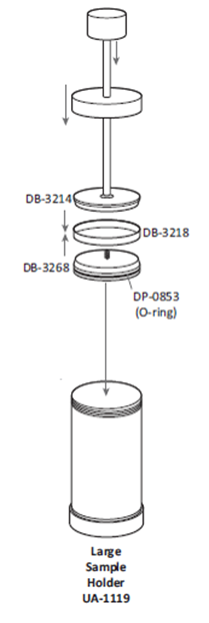 DB-3214
DB-3218
DB-3268
DP-0853
(O-ring)
Large
Sample
Holder
UA-1119